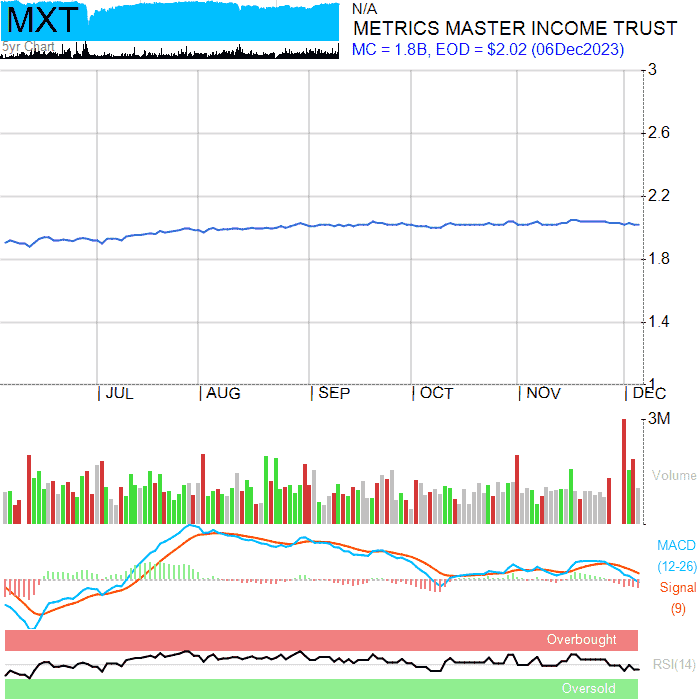 MXT
5yr Chart
N/A
METRICS MASTER INCOME TRUST
MC = 1.8B, EOD = $2.02 (06Dec2023)
3
2.6
2.2
1.8
1.4
1
| JUL | AUG | SEP | OCT | NOV | DEC
3M
Volume
MACD
(12-26)
Signal
(9)
Overbought
RSI(14)
Oversold